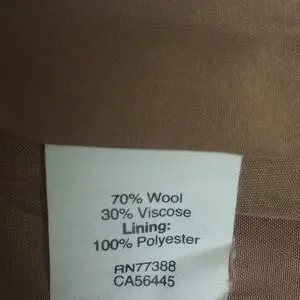 70% Wool
30% Viscose
Lining:
100% Polyester
RN77388
CA56445